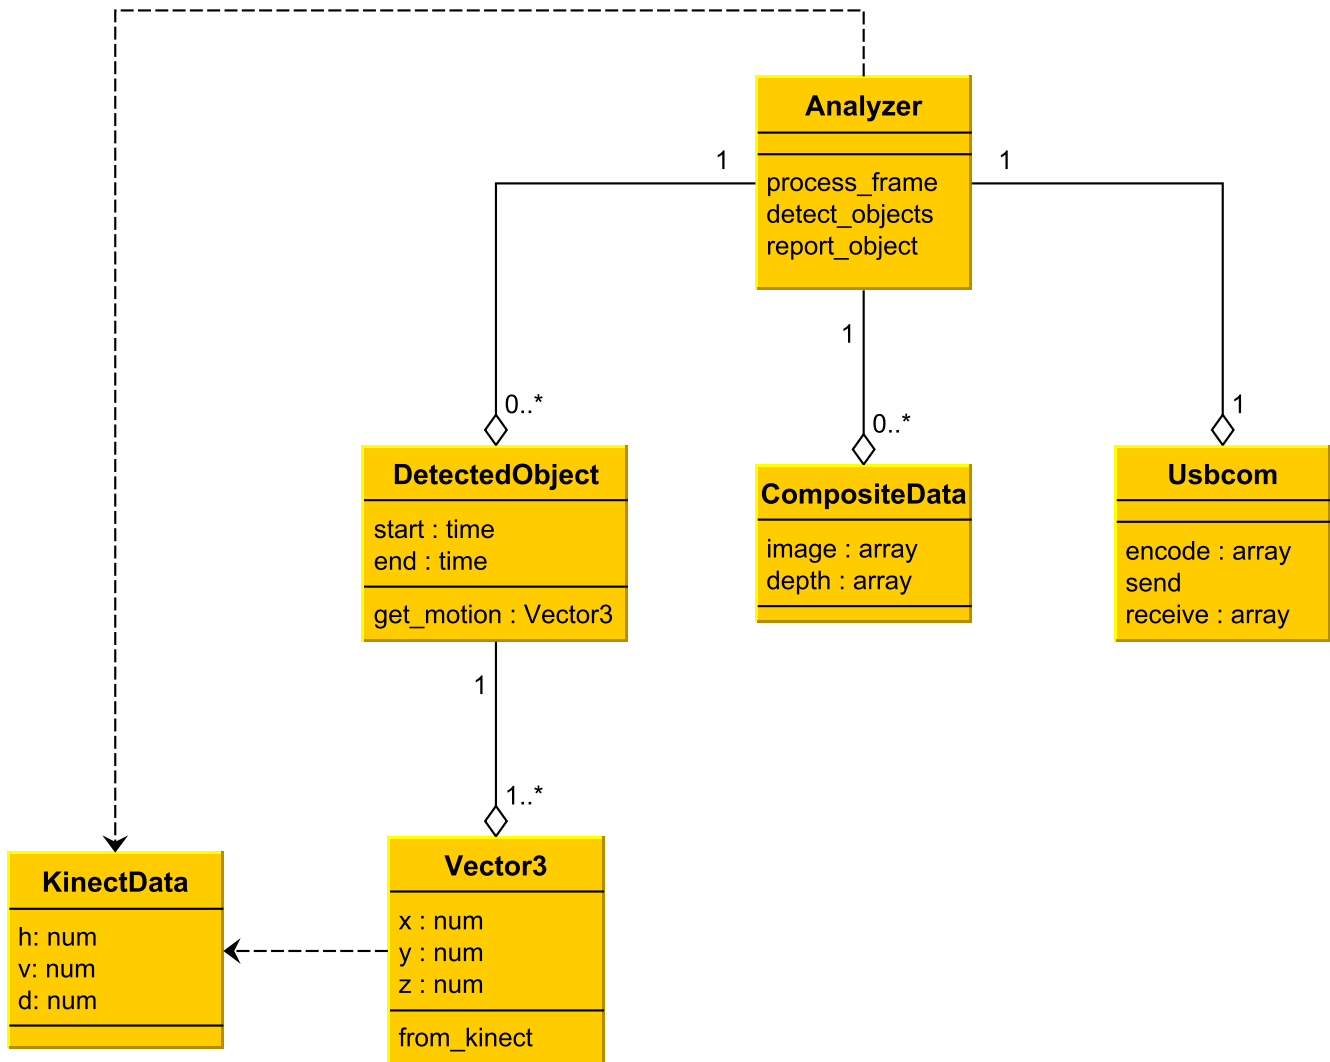 Analyzer
process_frame
detect_objects
report_object
1
1
1
0..*
0..*
1
DetectedObject
start : time
end : time
get_motion : Vector3
CompositeData
image : array
depth : array
Usbcom
encode : array
send
receive : array
1
1..*
KinectData
h: num
v: num
d: num
Vector3
x : num
y : num
z : num
from_kinect